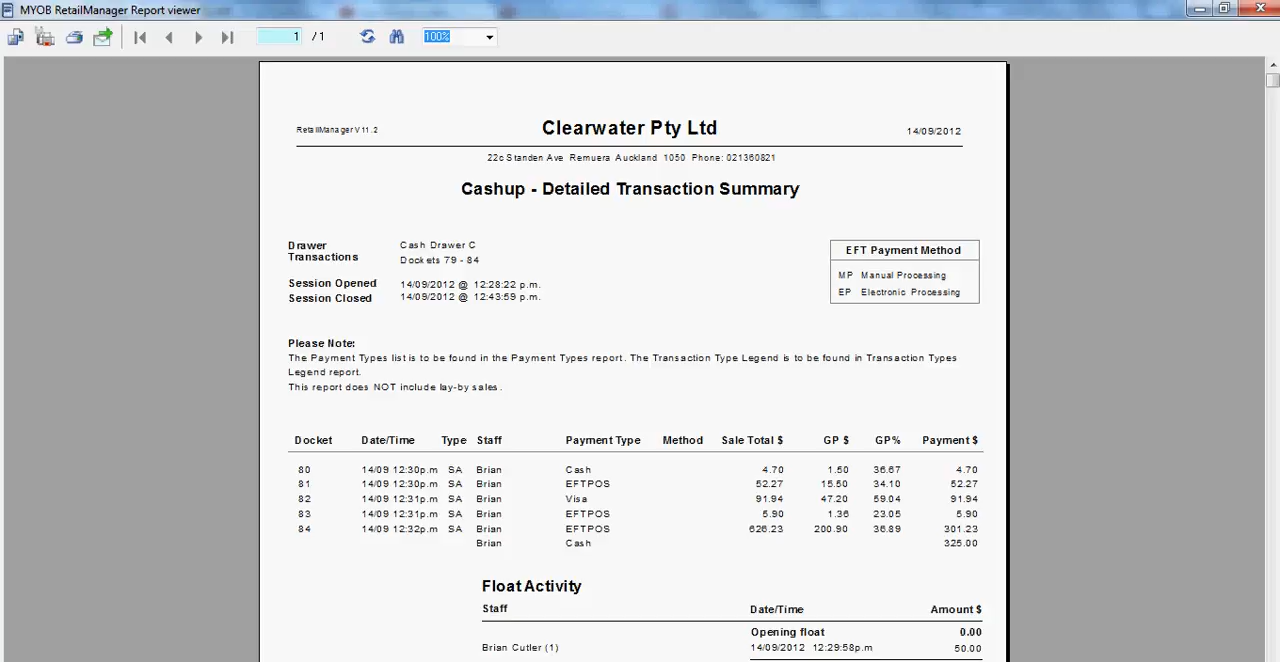 MYOB RetailManager Report viewer
1 /1 100%
RetailManager V11.2 Clearwater Pty Ltd 14/09/2012
22c Standen Ave Remuera Auckland 1050 Phone: 021360821
Cashup - Detailed Transaction Summary
Drawer Cash Drawer C
Transactions Dockets 79 - 84
Session Opened 14/09/2012 @ 12:28:22 p.m.
Session Closed 14/09/2012 @ 12:43:59 p.m.
EFT Payment Method
MP Manual Processing
EP Electronic Processing
Please Note:
The Payment Types list is to be found in the Payment Types report. The Transaction Type Legend is to be found in Transaction Types
Legend report.
This report does NOT include lay-by sales.
Docket Date/Time Type Staff Payment Type Method Sale Total $ GP $ GP% Payment $
80 14/09 12:30p.m SA Brian Cash 4.70 1.50 36.67 4.70
81 14/09 12:30p.m SA Brian EFTPOS 52.27 15.50 34.10 52.27
82 14/09 12:31p.m SA Brian Visa 91.94 47.20 59.04 91.94
83 14/09 12:31p.m SA Brian EFTPOS 5.90 1.36 23.05 5.90
84 14/09 12:32p.m SA Brian EFTPOS 626.23 200.90 36.89 301.23
Brian Cash 325.00
Float Activity
Staff Date/Time Amount $
Opening float 0.00
Brian Cutler (1) 14/09/2012 12:29:58p.m 50.00